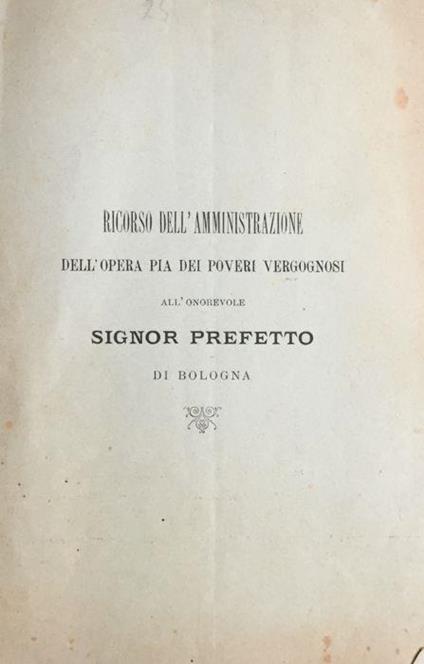 RICORSO DELL'AMMINISTRAZIONE
DELL'OPERA PIA DEI POVERI VERGOGNOSI
ALL'ONOREVOLE
SIGNOR PREFETTO
DI BOLOGNA